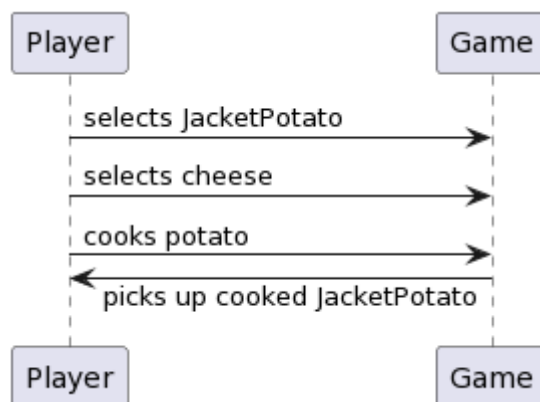 Player Game
selects JacketPotato
selects cheese
cooks potato
picks up cooked JacketPotato
Player Game